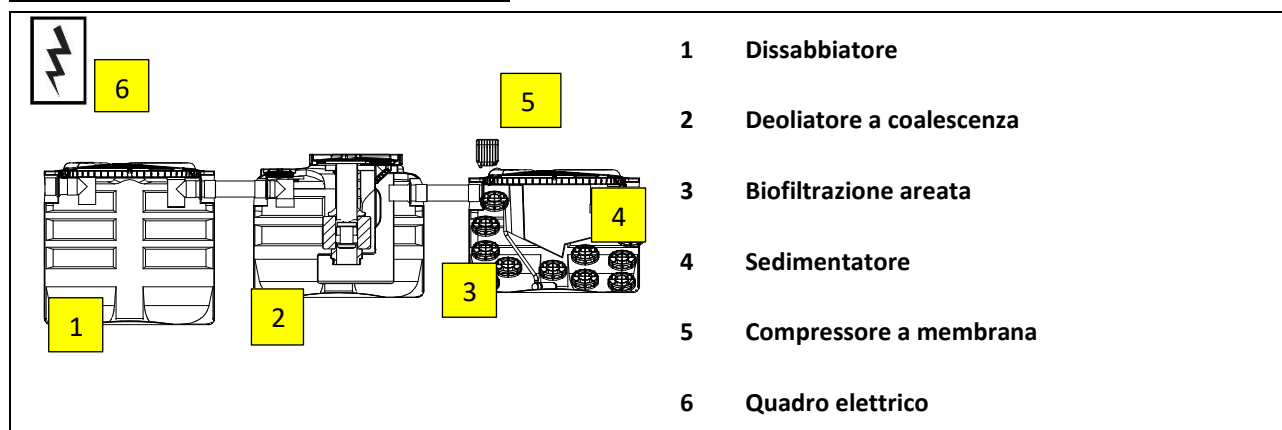 6
5
4
3
2
1
1 Dissabbiatore
2 Deoliatore a coalescenza
3 Biofiltrazione areata
4 Sedimentatore
5 Compressore a membrana
6 Quadro elettrico